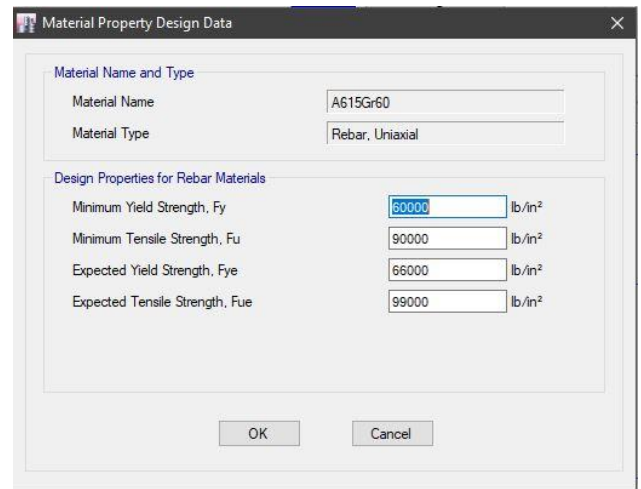 Material Property Design Data
Material Name and Type
Material Name A615Gr60
Material Type Rebar, Uniaxial
Design Properties for Rebar Materials
Minimum Yield Strength, Fy 60000 lb/in²
Minimum Tensile Strength, Fu 90000 lb/in²
Expected Yield Strength, Fye 66000 lb/in²
Expected Tensile Strength, Fue 99000 lb/in²
OK Cancel